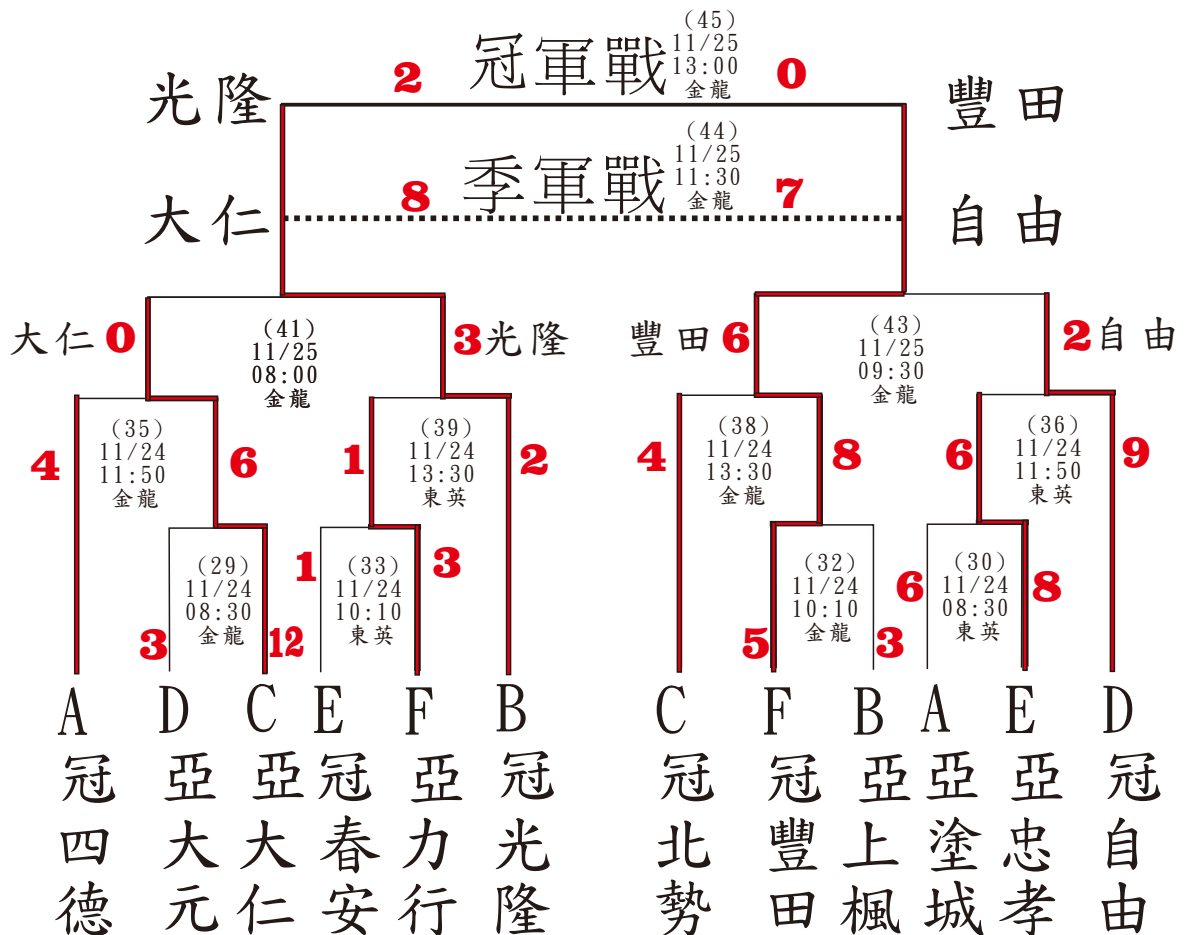 冠軍戰
(45)
11/25
13:00
金龍
2
0
光隆
豐田
季軍戰
(44)
11/25
11:30
金龍
8
7
大仁
自由
大仁
0
(41)
11/25
08:00
金龍
3
光隆
豐田
6
(43)
11/25
09:30
金龍
2
自由
4
(35)
11/24
11:50
金龍
6
1
(39)
11/24
13:30
東英
2
4
(38)
11/24
13:30
金龍
8
6
(36)
11/24
11:50
東英
9
3
(29)
11/24
08:30
金龍
12
1
(33)
11/24
10:10
東英
3
5
(32)
11/24
10:10
金龍
3
6
(30)
11/24
08:30
東英
8
A
D
C
E
F
B
C
F
B
A
E
D
冠四德
亞大元
亞大仁
冠春安
亞力行
冠光隆
冠北勢
冠豐田
亞上楓
亞塗城
亞忠孝
冠自由